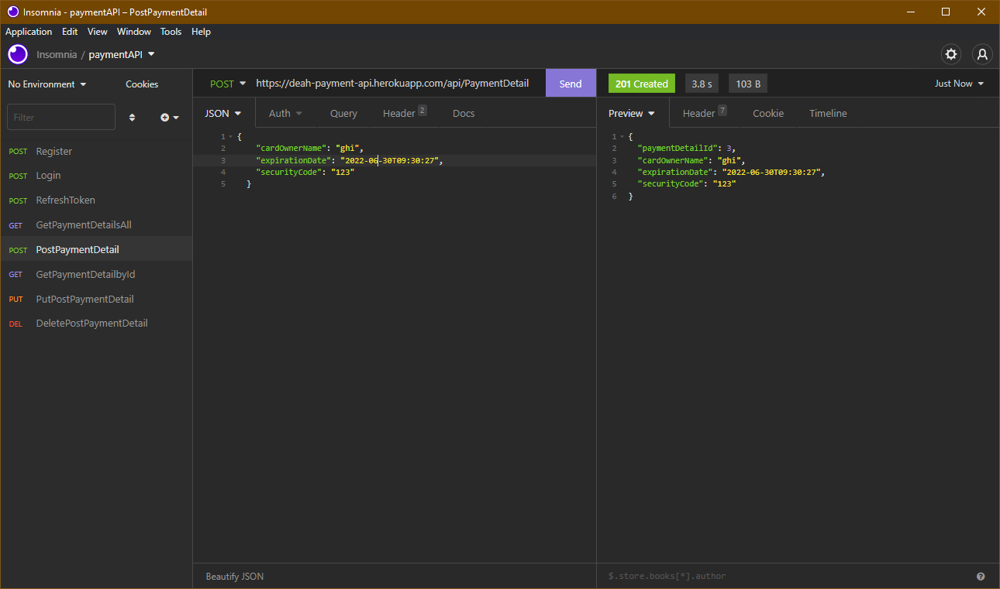 Insomnia - paymentAPI – PostPaymentDetail
Application Edit View Window Tools Help
Insomnia / paymentAPI
No Environment Cookies
Filter
POST Register
POST Login
POST RefreshToken
GET GetPaymentDetailsAll
POST PostPaymentDetail
GET GetPaymentDetailbyId
PUT PutPostPaymentDetail
DEL DeletePostPaymentDetail
POST https://deah-payment-api.herokuapp.com/api/PaymentDetail Send
JSON Auth Query Header 2 Docs
1 {
2 "cardOwnerName": "ghi",
3 "expirationDate": "2022-06-30T09:30:27",
4 "securityCode": "123"
5 }
Beautify JSON
201 Created 3.8 s 103 B Just Now
Preview Header 7 Cookie Timeline
1 {
2 "paymentDetailId": 3,
3 "cardOwnerName": "ghi",
4 "expirationDate": "2022-06-30T09:30:27",
5 "securityCode": "123"
6 }
$.store.books[*].author